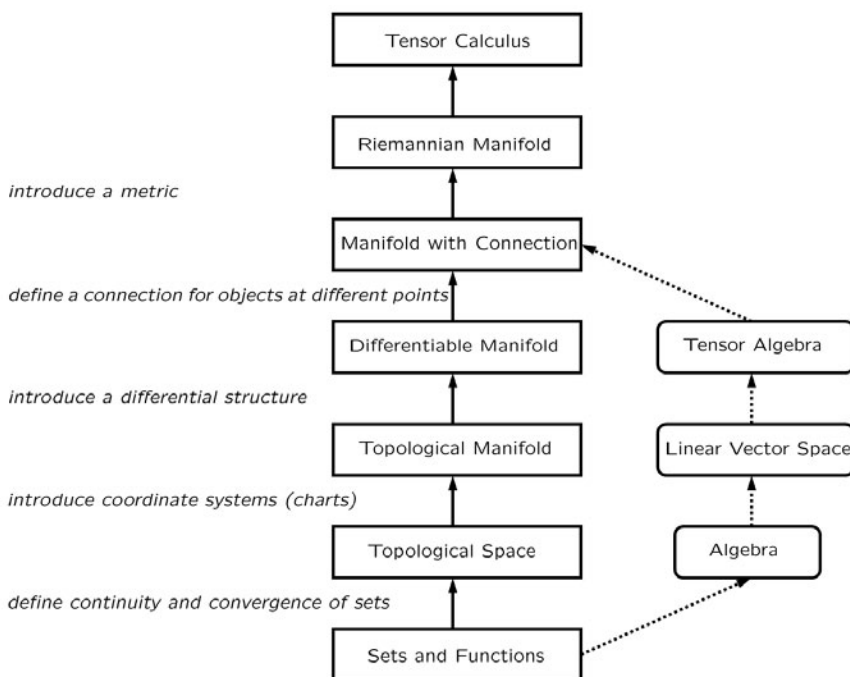 Tensor Calculus
Riemannian Manifold
introduce a metric
Manifold with Connection
define a connection for objects at different points
Differentiable Manifold
Tensor Algebra
introduce a differential structure
Topological Manifold
Linear Vector Space
introduce coordinate systems (charts)
Topological Space
Algebra
define continuity and convergence of sets
Sets and Functions